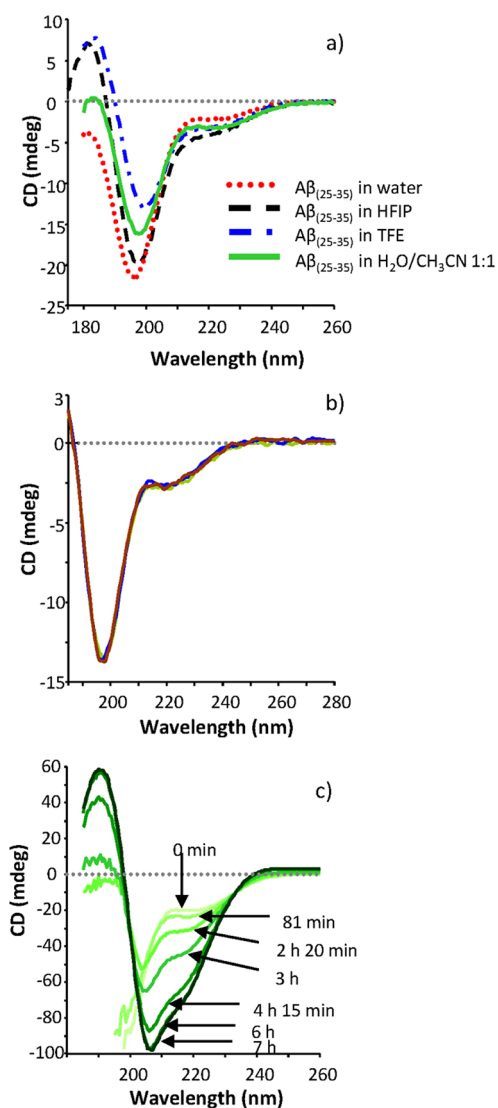 10
5
0
-5
-10
-15
-20
-25
CD (mdeg)
a)
Aβ(25-35) in water
Aβ(25-35) in HFIP
Aβ(25-35) in TFE
Aβ(25-35) in H2O/CH3CN 1:1
180 200 220 240 260
Wavelength (nm)
3
0
-5
-10
-15
CD (mdeg)
b)
200 220 240 260 280
Wavelength (nm)
60
40
20
0
-20
-40
-60
-80
-100
CD (mdeg)
c)
0 min
81 min
2 h 20 min
3 h
4 h 15 min
6 h
7 h
200 220 240 260
Wavelength (nm)